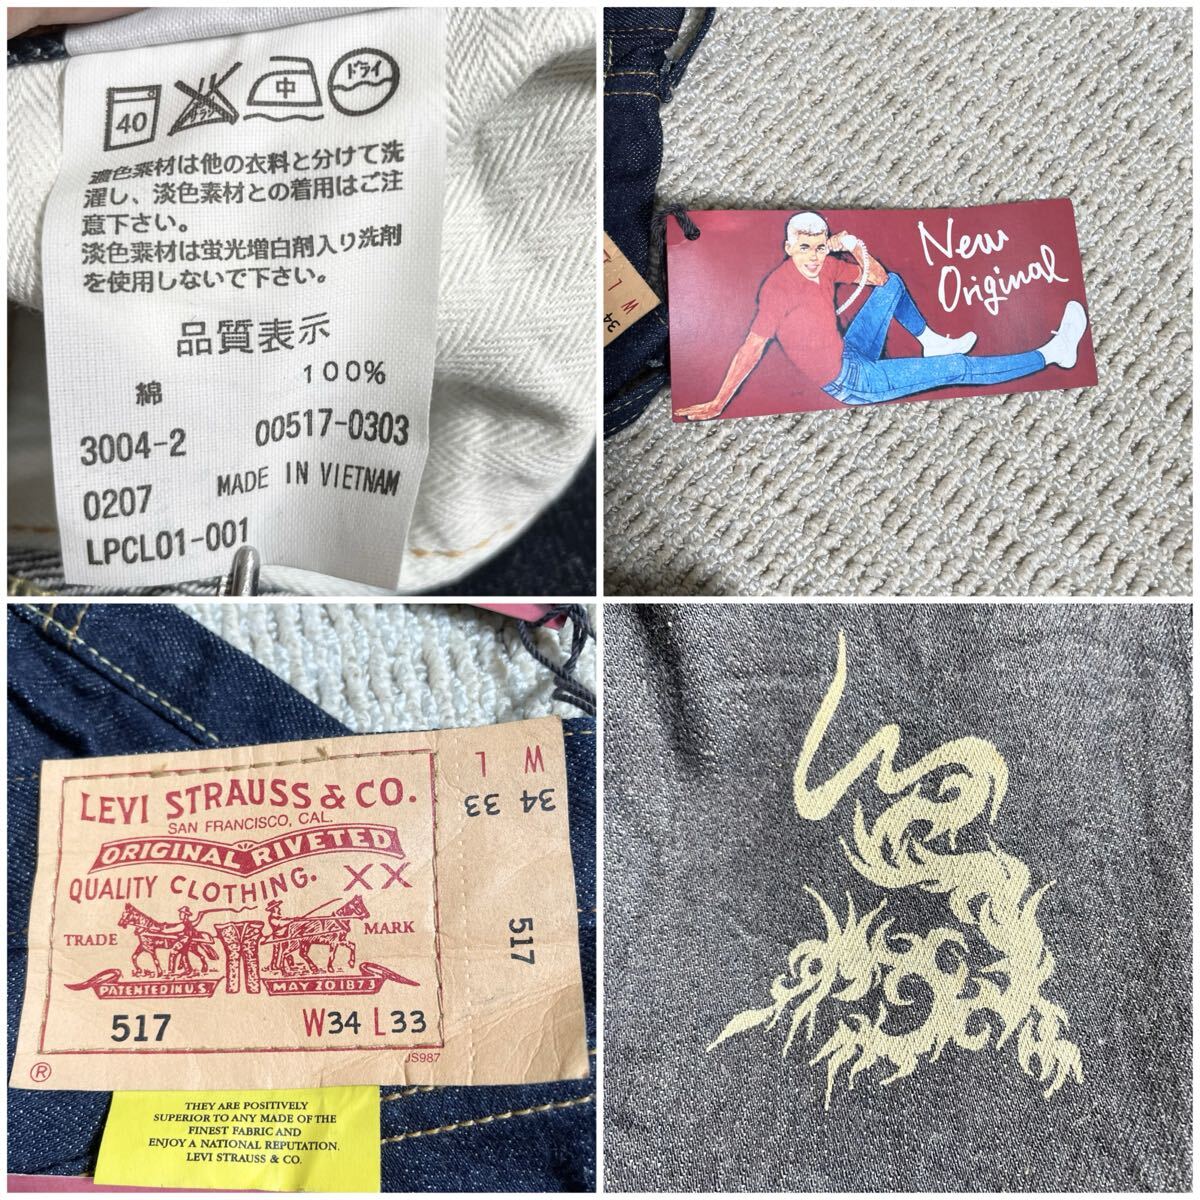 40
サラシ
中
ドライ
濃色素材は他の衣料と分けて洗
濯し、淡色素材との着用はご注
意下さい。
淡色素材は蛍光増白剤入り洗剤
を使用しないで下さい。
品質表示
綿 100%
3004-2 00517-0303
0207 MADE IN VIETNAM
LPCL01-001
W L
34
New
Original
LEVI STRAUSS & CO.
SAN FRANCISCO, CAL.
ORIGINAL RIVETED
QUALITY CLOTHING. XX
TRADE MARK
PATENTED IN U.S. MAY 20 1873
517 W34 L33
JS987
®
W L
34 33
517
THEY ARE POSITIVELY
SUPERIOR TO ANY MADE OF THE
FINEST FABRIC AND
ENJOY A NATIONAL REPUTATION.
LEVI STRAUSS & CO.